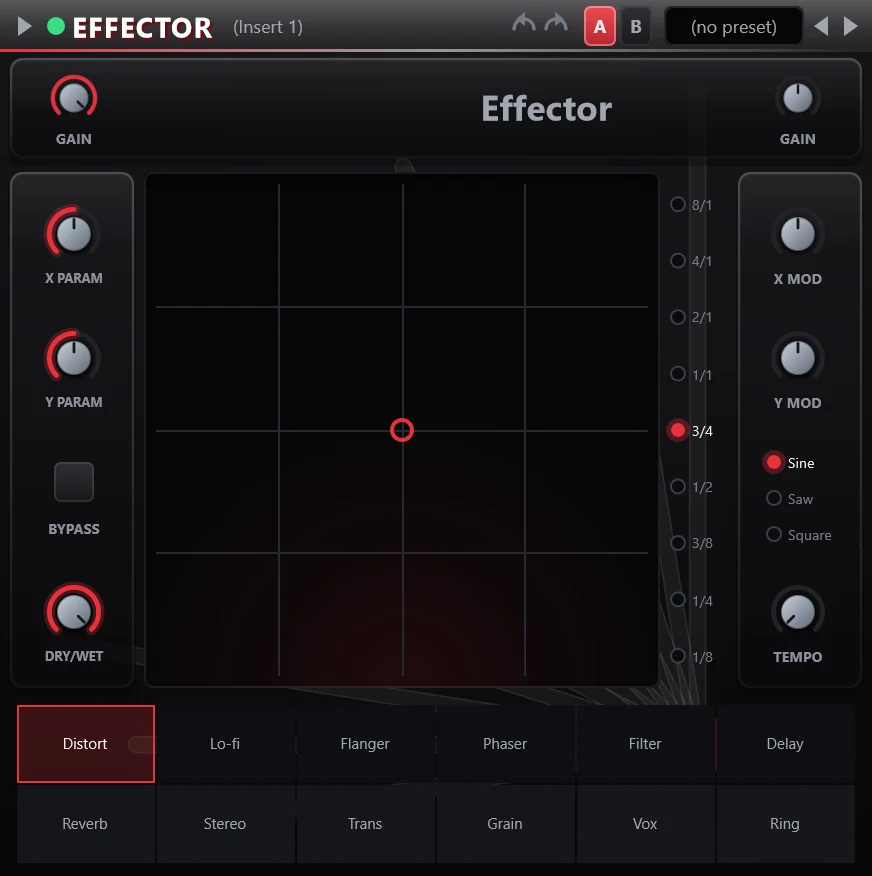 EFFECTOR (Insert 1) A B (no preset)
Effector
GAIN GAIN
8/1
4/1
2/1
1/1
3/4
1/2
3/8
1/4
1/8
X PARAM
Y PARAM
BYPASS
DRY/WET
X MOD
Y MOD
Sine
Saw
Square
TEMPO
Distort Lo-fi Flanger Phaser Filter Delay
Reverb Stereo Trans Grain Vox Ring